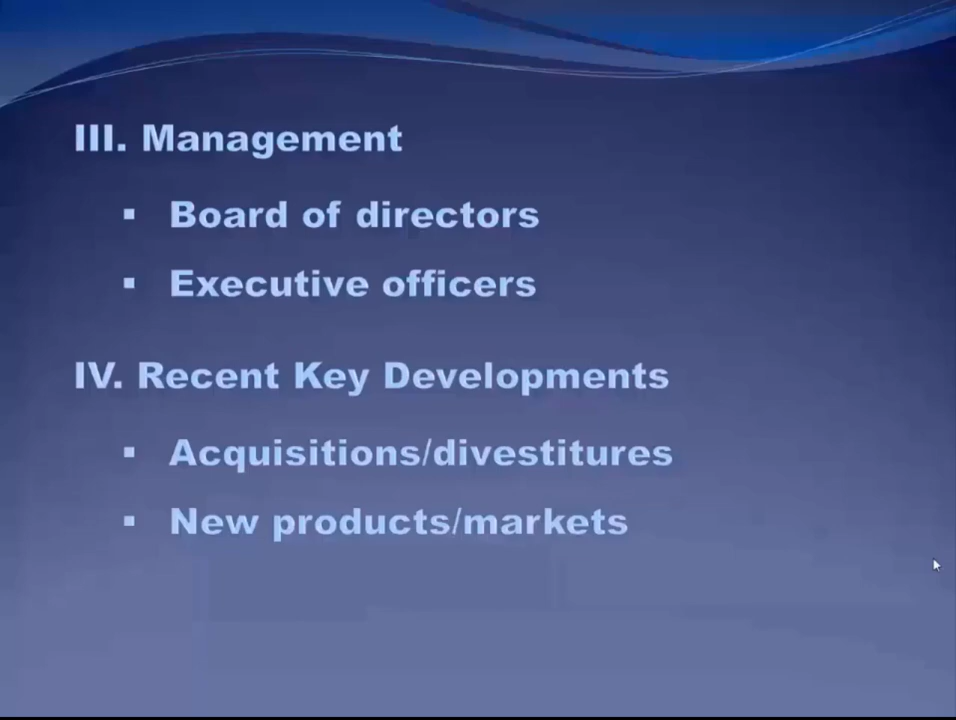 III. Management
▪ Board of directors
▪ Executive officers
IV. Recent Key Developments
▪ Acquisitions/divestitures
▪ New products/markets